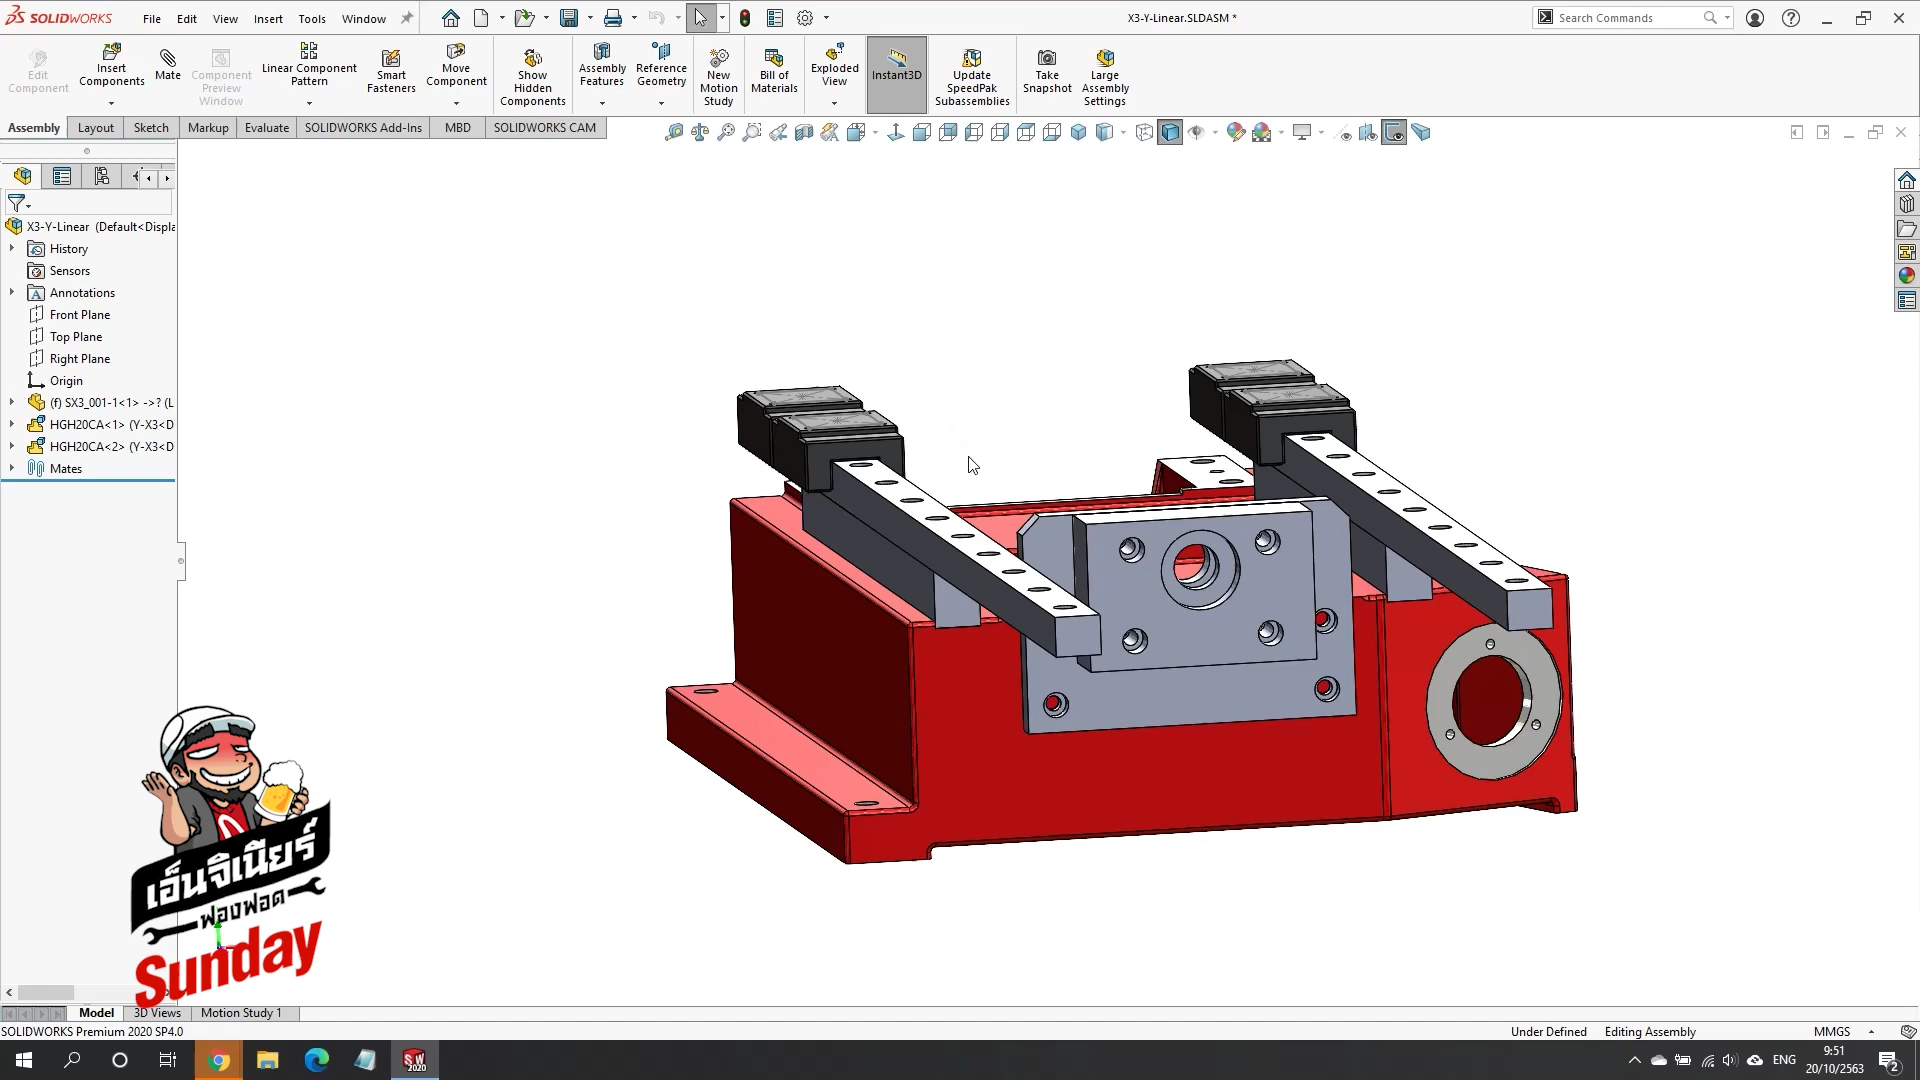 SOLIDWORKS
File Edit View Insert Tools Window
X3-Y-Linear.SLDASM *
Search Commands
Edit Component
Insert Components
Mate
Component Preview Window
Linear Component Pattern
Smart Fasteners
Move Component
Show Hidden Components
Assembly Features
Reference Geometry
New Motion Study
Bill of Materials
Exploded View
Instant3D
Update SpeedPak Subassemblies
Take Snapshot
Large Assembly Settings
Assembly Layout Sketch Markup Evaluate SOLIDWORKS Add-Ins MBD SOLIDWORKS CAM
X3-Y-Linear (Default<Displa
History
Sensors
Annotations
Front Plane
Top Plane
Right Plane
Origin
(f) SX3_001-1<1> ->? (L
HGH20CA<1> (Y-X3<D
HGH20CA<2> (Y-X3<D
Mates
เอ็นจิเนียร์
ฟองฟอด
Sunday
Model 3D Views Motion Study 1
SOLIDWORKS Premium 2020 SP4.0
Under Defined Editing Assembly MMGS
SW 2020
ENG
9:51
20/10/2563
2